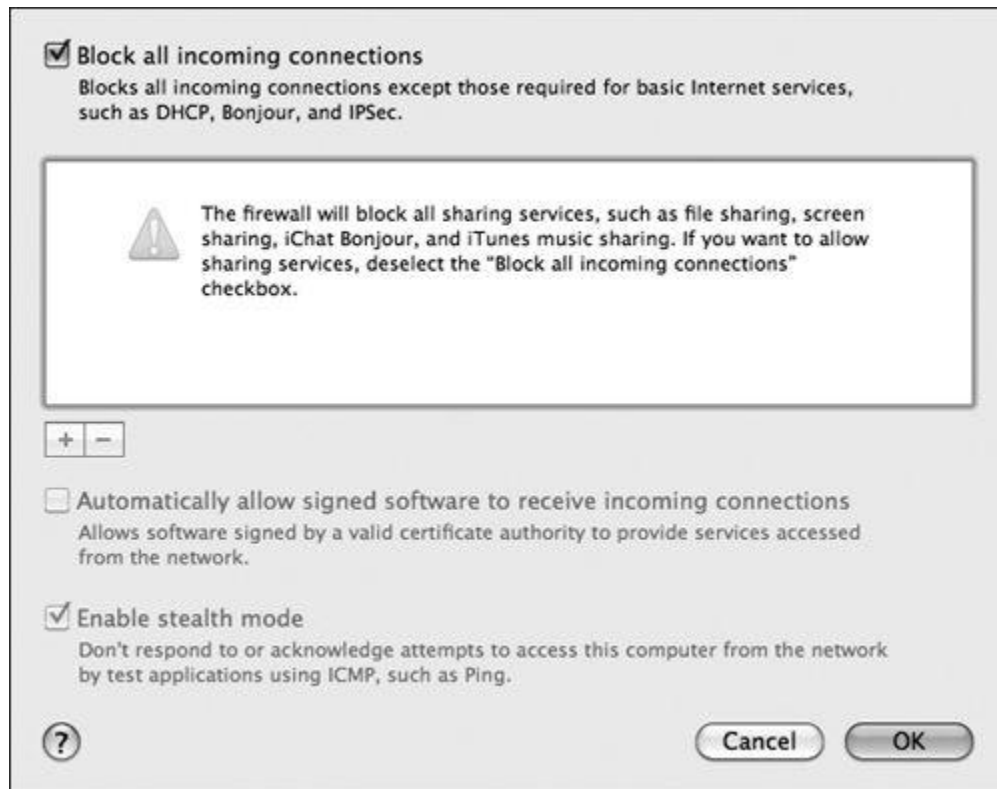 Block all incoming connections
Blocks all incoming connections except those required for basic Internet services,
such as DHCP, Bonjour, and IPSec.
The firewall will block all sharing services, such as file sharing, screen
sharing, iChat Bonjour, and iTunes music sharing. If you want to allow
sharing services, deselect the "Block all incoming connections"
checkbox.
+ −
Automatically allow signed software to receive incoming connections
Allows software signed by a valid certificate authority to provide services accessed
from the network.
Enable stealth mode
Don't respond to or acknowledge attempts to access this computer from the network
by test applications using ICMP, such as Ping.
? Cancel OK